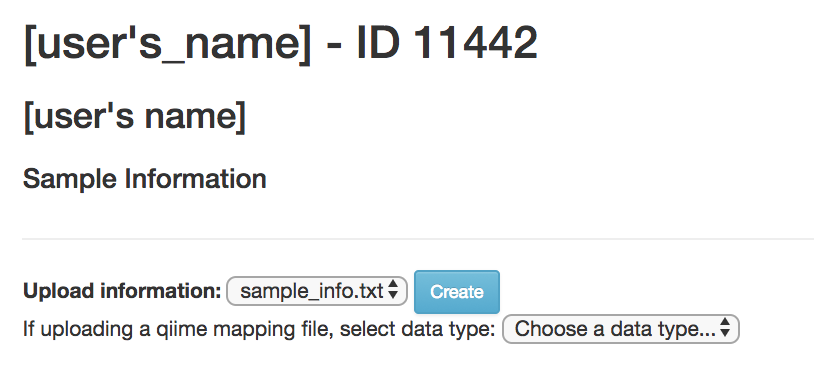 [user's_name] - ID 11442
[user's name]
Sample Information
Upload information: sample_info.txt Create
If uploading a qiime mapping file, select data type: Choose a data type...